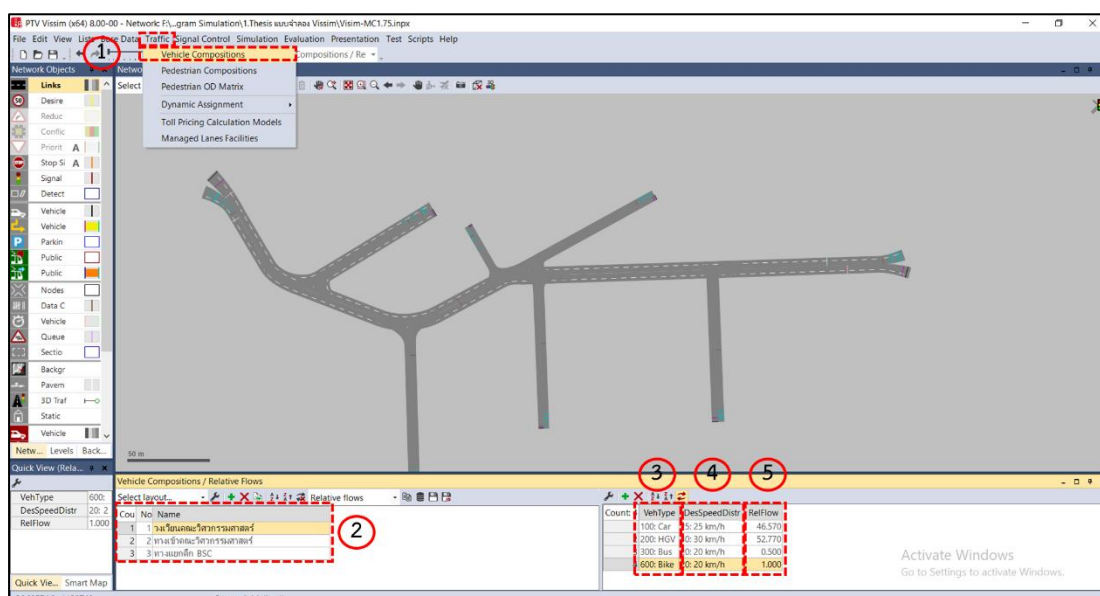 PTV Vissim (x64) 8.00-00 - Network: F:\...gram Simulation\1.Thesis แบบจำลอง Vissim\Visim-MC1.75.inpx
File Edit View Lists Base Data Traffic Signal Control Simulation Evaluation Presentation Test Scripts Help
1
Vehicle Compositions
Compositions / Re
Pedestrian Compositions
Pedestrian OD Matrix
Dynamic Assignment
Toll Pricing Calculation Models
Managed Lanes Facilities
Network Objects
Netwo
Select
Links
Desire
Reduc
Conflic
Priorit A
Stop Si A
Signal
Detect
Vehicle
Vehicle
Parkin
Public
Public
Nodes
Data C
Vehicle
Queue
Sectio
Backgr
Pavem
3D Traf
Static
Vehicle
Netw... Levels Back...
50 m
Quick View (Rela...
VehType 600:
DesSpeedDistr 20: 2
RelFlow 1.000
Quick Vie... Smart Map
Vehicle Compositions / Relative Flows
Select layout... Relative flows
Cou No Name
1 1 วงเวียนคณะวิศวกรรมศาสตร์
2 2 ทางเข้าคณะวิศวกรรมศาสตร์
3 3 ทางแยกตึก BSC
2
3 4 5
Count: VehType DesSpeedDistr RelFlow
100: Car 5: 25 km/h 46.570
200: HGV 0: 30 km/h 52.770
300: Bus 0: 20 km/h 0.500
600: Bike 0: 20 km/h 1.000
Activate Windows
Go to Settings to activate Windows.